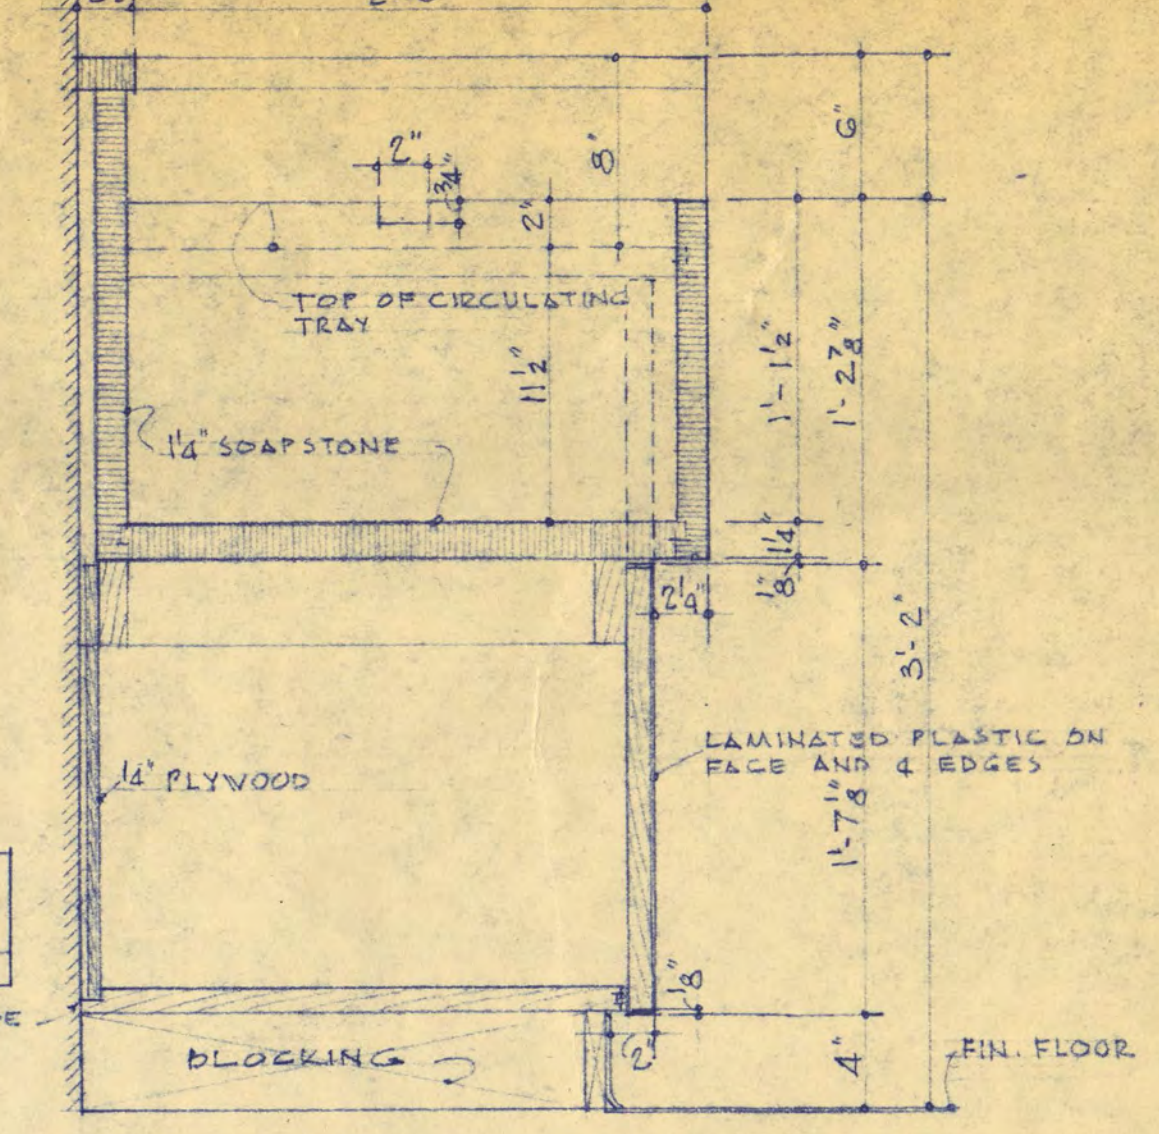 6"
2"
3/4"
8"
2"
TOP OF CIRCULATING
TRAY
11 1/2"
1'- 1 1/2"
1'- 2 7/8"
1 1/4" SOAPSTONE
1 1/4"
1/8"
2 1/4"
3'- 2"
LAMINATED PLASTIC ON
FACE AND 4 EDGES
1/4" PLYWOOD
1'-7 1/8"
1/8"
BLOCKING
2"
4"
FIN. FLOOR